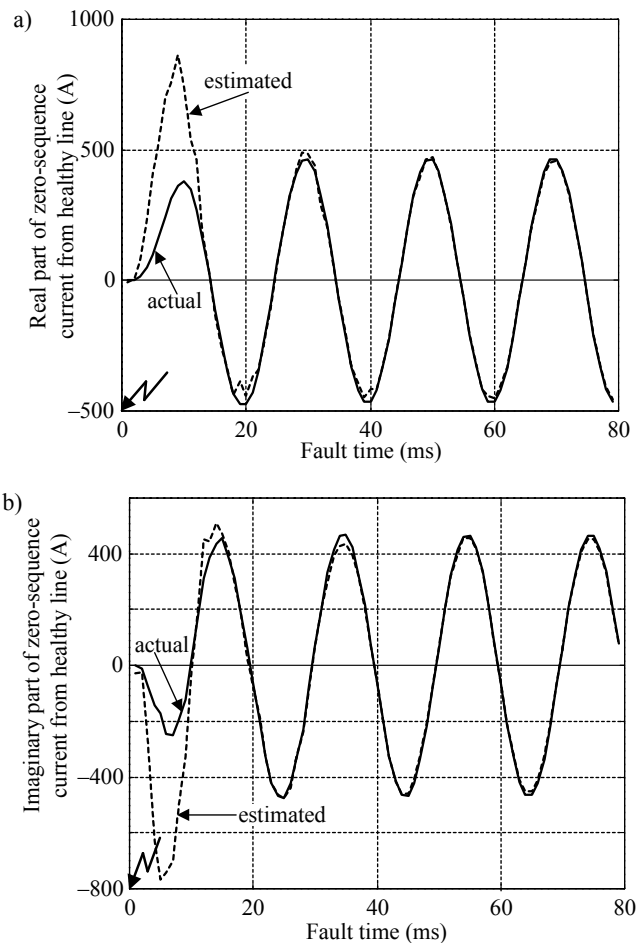 a)
Real part of zero-sequence
current from healthy line (A)
1000
500
0
–500
estimated
actual
0
20
40
60
80
Fault time (ms)
b)
Imaginary part of zero-sequence
current from healthy line (A)
400
0
–400
–800
actual
estimated
0
20
40
60
80
Fault time (ms)